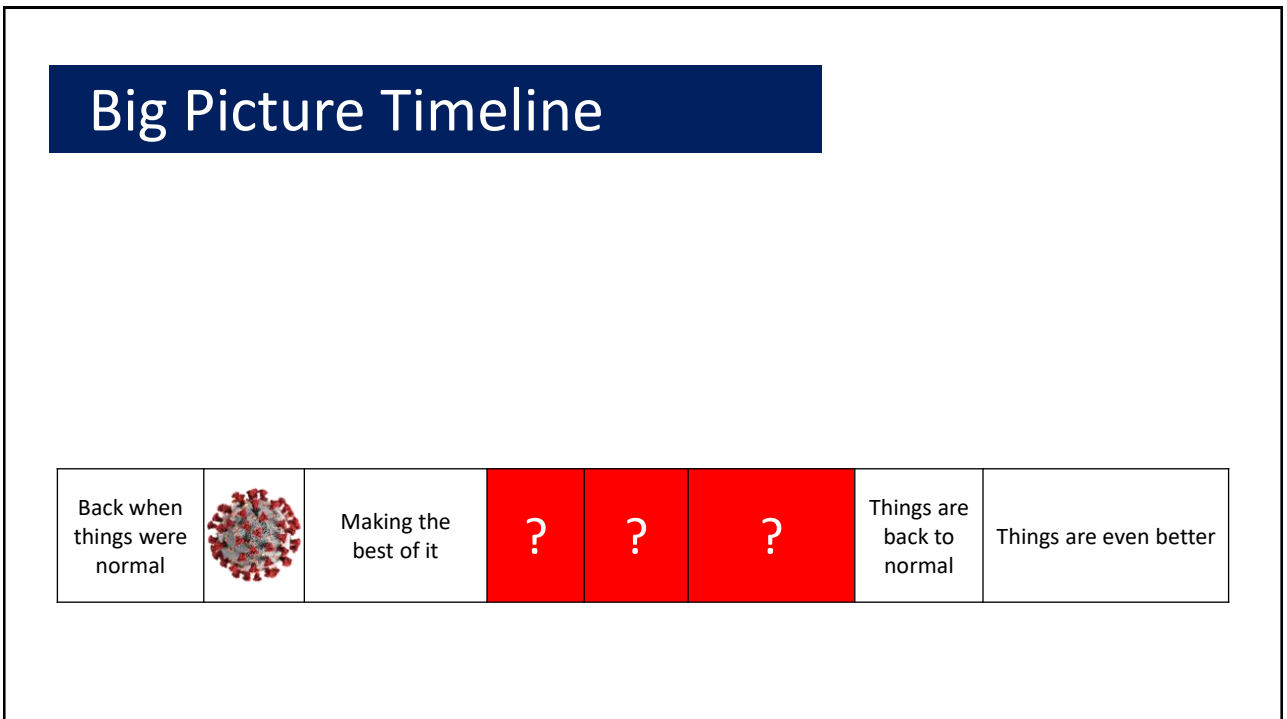 Big Picture Timeline
Back when
things were
normal
Making the
best of it
?
?
?
Things are
back to
normal
Things are even better